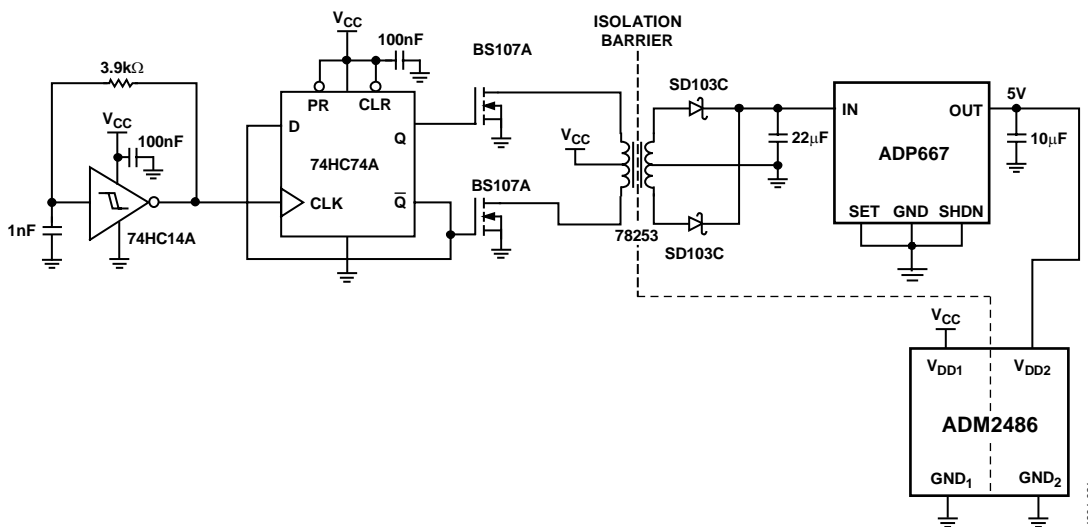 ISOLATION
BARRIER
VCC
100nF
BS107A
3.9kΩ
SD103C
PR
CLR
5V
VCC
IN
OUT
D
Q
100nF
VCC
22μF
10μF
ADP667
74HC74A
BS107A
CLK
Q
SET
GND
SHDN
1nF
74HC14A
78253
SD103C
VCC
VDD1
VDD2
ADM2486
GND1
GND2